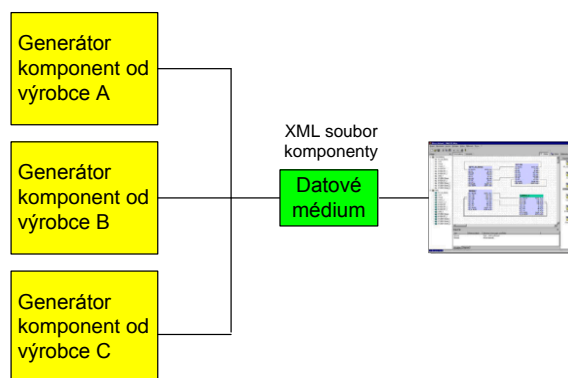 Generátor
komponent od
výrobce A
Generátor
komponent od
výrobce B
Generátor
komponent od
výrobce C
XML soubor
komponenty
Datové
médium